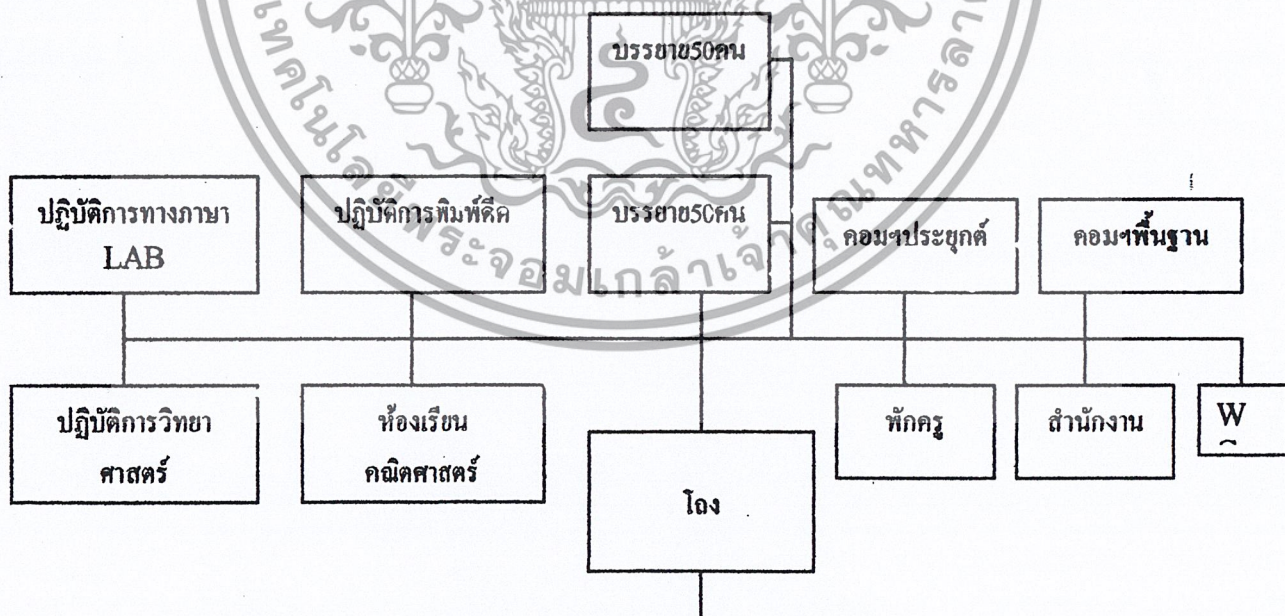 บรรยาย50คน
ปฏิบัติการทางภาษา
LAB
ปฏิบัติการพิมพ์ดีด
บรรยาย50คน
คอมฯประยุกต์
คอมฯพื้นฐาน
ปฏิบัติการวิทยา
ศาสตร์
ห้องเรียน
คณิตศาสตร์
โถง
พักครู
สำนักงาน
W